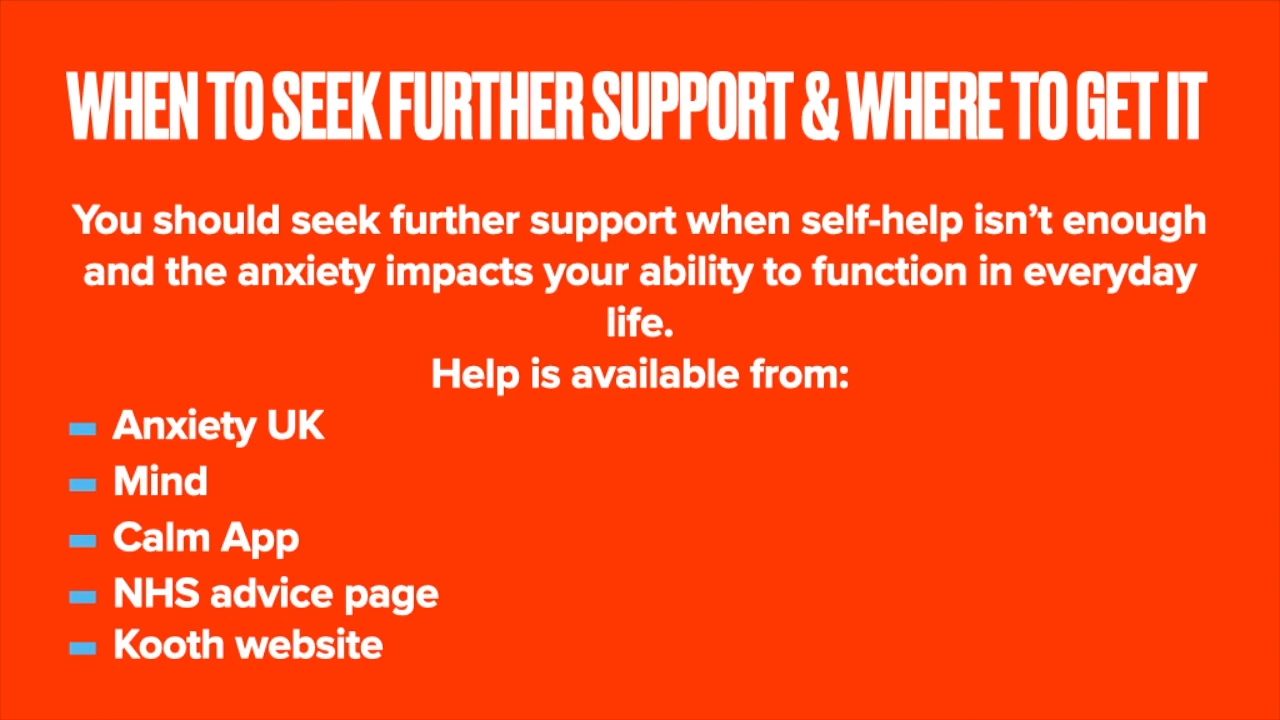 WHEN TO SEEK FURTHER SUPPORT & WHERE TO GET IT
You should seek further support when self-help isn’t enough
and the anxiety impacts your ability to function in everyday
life.
Help is available from:
Anxiety UK
Mind
Calm App
NHS advice page
Kooth website